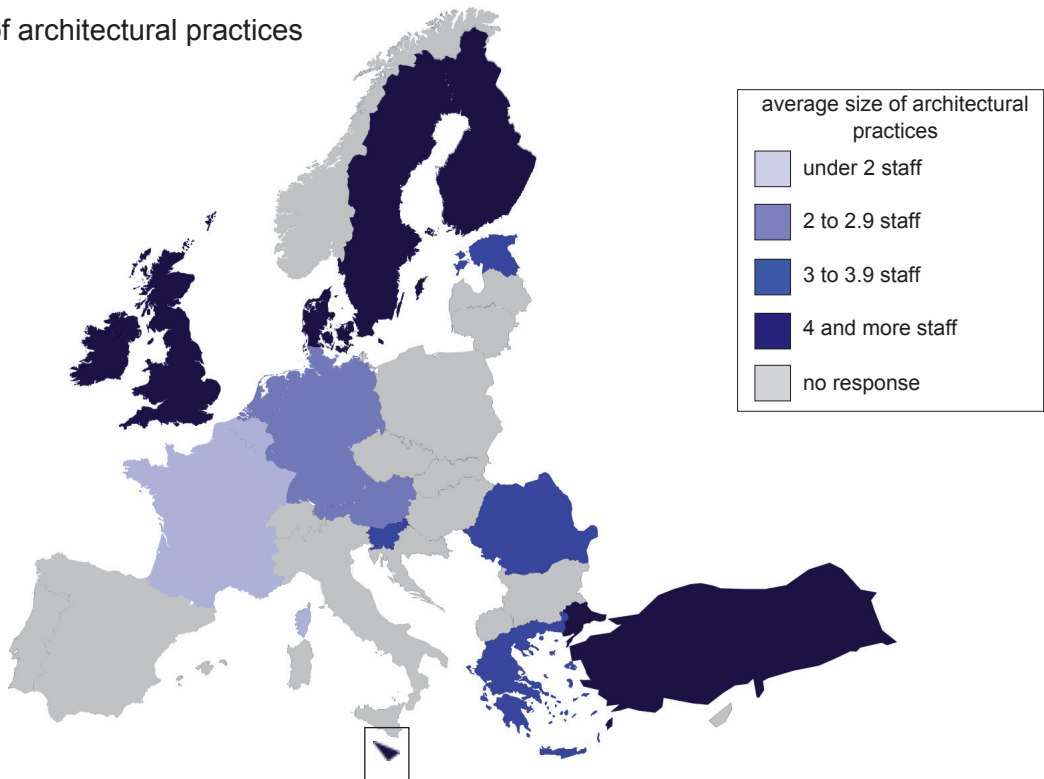 of architectural practices
average size of architectural
practices
under 2 staff
2 to 2.9 staff
3 to 3.9 staff
4 and more staff
no response